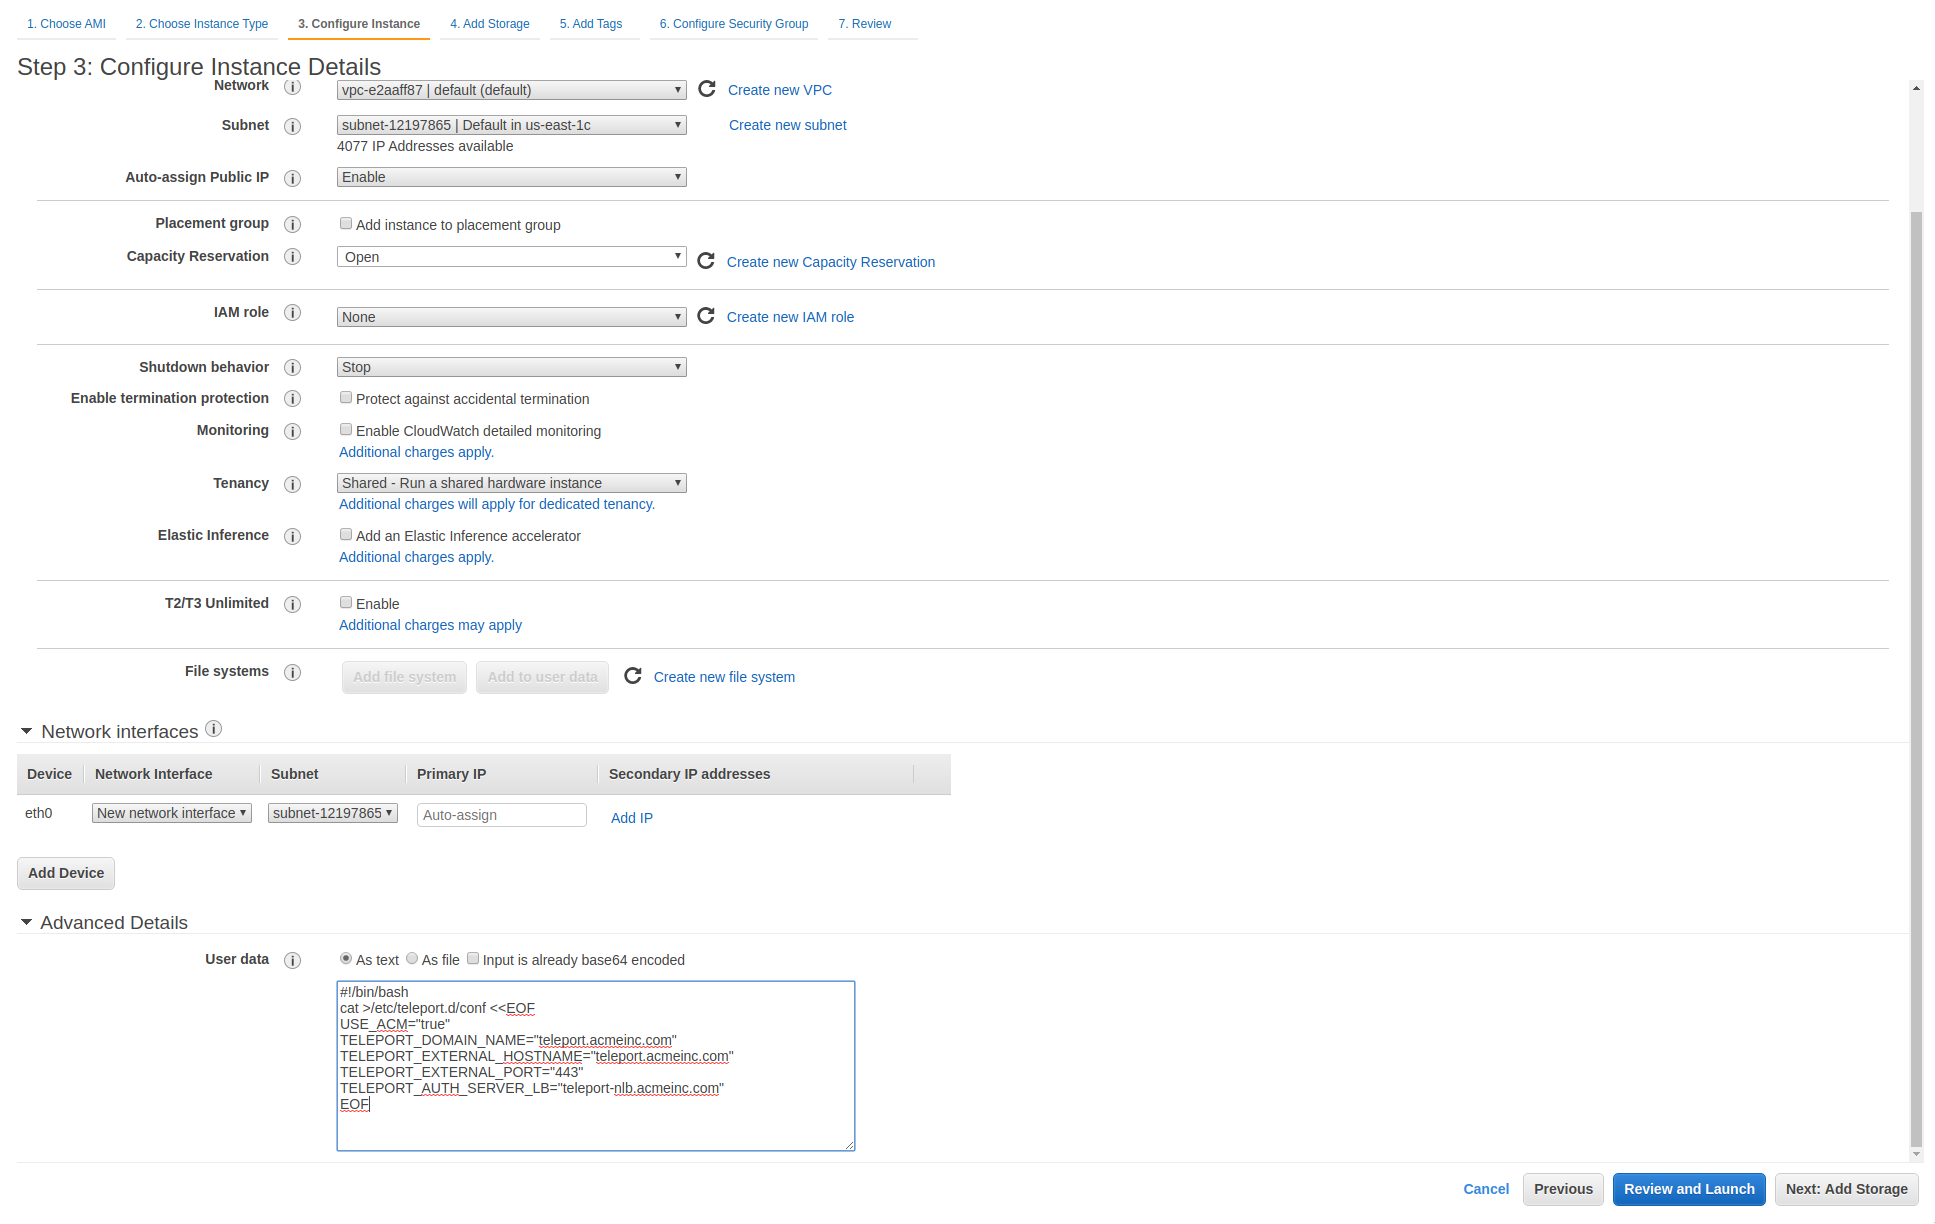 1. Choose AMI 2. Choose Instance Type 3. Configure Instance 4. Add Storage 5. Add Tags 6. Configure Security Group 7. Review
Step 3: Configure Instance Details
Network vpc-e2aaff87 | default (default) Create new VPC
Subnet subnet-12197865 | Default in us-east-1c Create new subnet
4077 IP Addresses available
Auto-assign Public IP Enable
Placement group Add instance to placement group
Capacity Reservation Open Create new Capacity Reservation
IAM role None Create new IAM role
Shutdown behavior Stop
Enable termination protection Protect against accidental termination
Monitoring Enable CloudWatch detailed monitoring
Additional charges apply.
Tenancy Shared - Run a shared hardware instance
Additional charges will apply for dedicated tenancy.
Elastic Inference Add an Elastic Inference accelerator
Additional charges apply.
T2/T3 Unlimited Enable
Additional charges may apply
File systems Add file system Add to user data Create new file system
Network interfaces
Device Network Interface Subnet Primary IP Secondary IP addresses
eth0 New network interface subnet-12197865 Auto-assign Add IP
Add Device
Advanced Details
User data As text As file Input is already base64 encoded
#!/bin/bash
cat >/etc/teleport.d/conf <<EOF
USE_ACM="true"
TELEPORT_DOMAIN_NAME="teleport.acmeinc.com"
TELEPORT_EXTERNAL_HOSTNAME="teleport.acmeinc.com"
TELEPORT_EXTERNAL_PORT="443"
TELEPORT_AUTH_SERVER_LB="teleport-nlb.acmeinc.com"
EOF
Cancel Previous Review and Launch Next: Add Storage